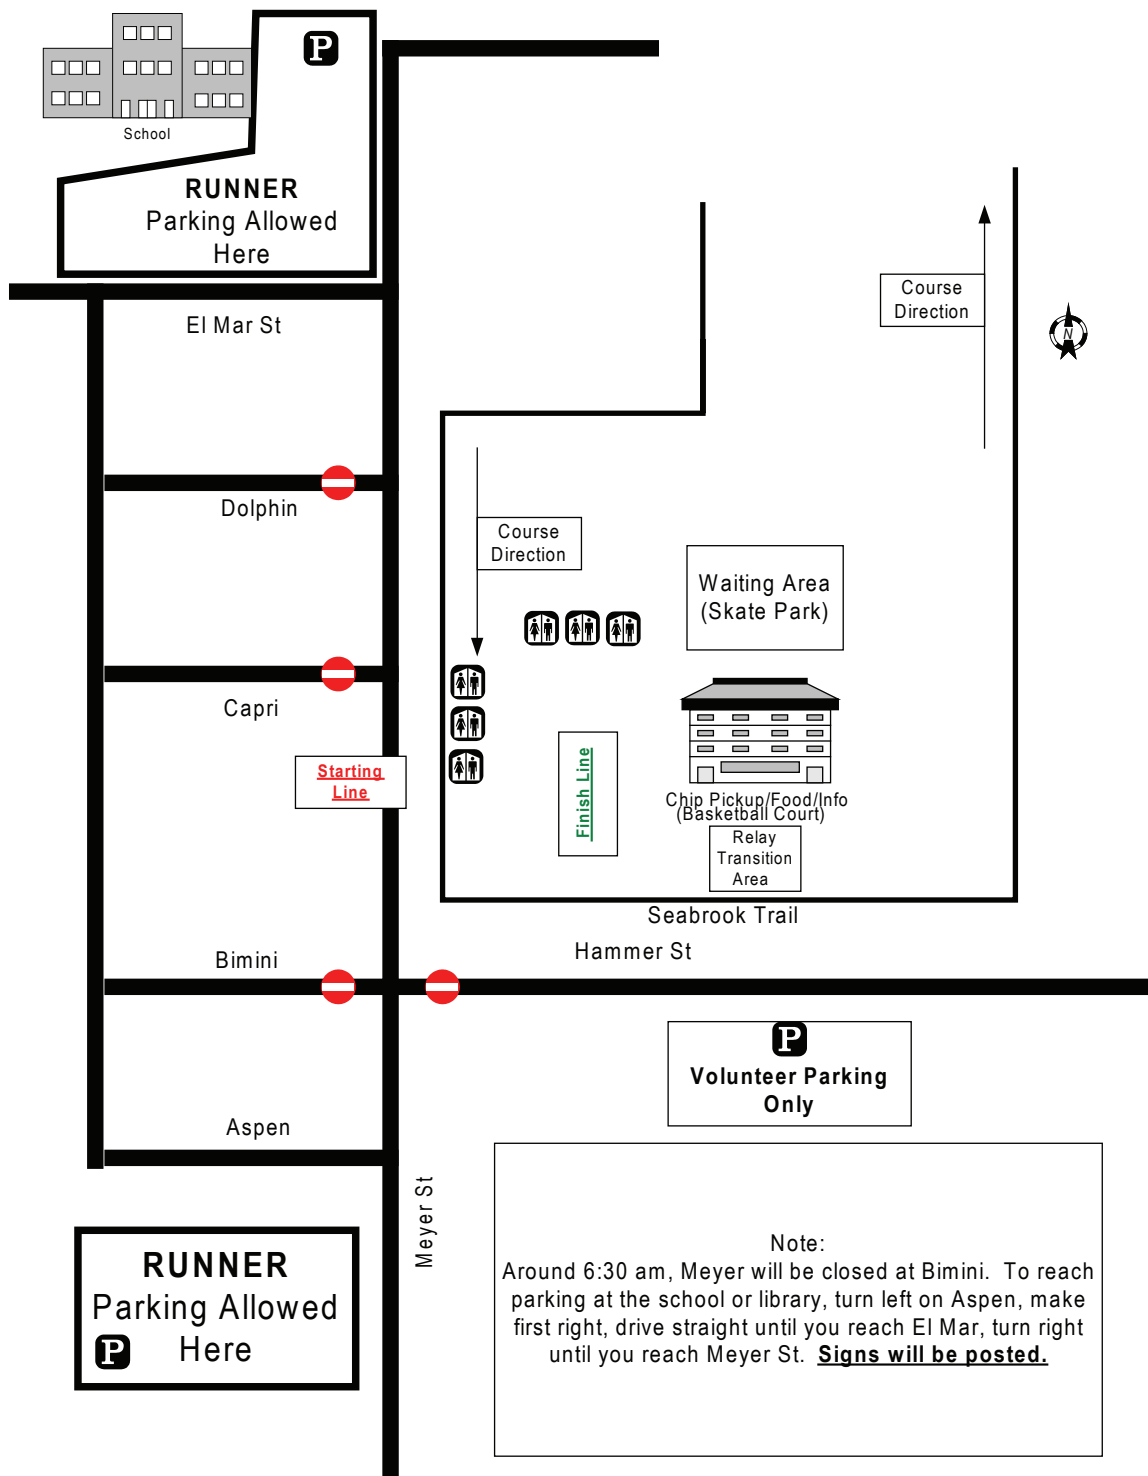 P
School
RUNNER
Parking Allowed
Here
El Mar St
Course
Direction
N
Dolphin
Course
Direction
Waiting Area
(Skate Park)
Capri
Starting
Line
Finish Line
Chip Pickup/Food/Info
(Basketball Court)
Relay
Transition
Area
Seabrook Trail
Hammer St
Bimini
P
Volunteer Parking
Only
Aspen
Meyer St
RUNNER
Parking Allowed
Here
P
Note:
Around 6:30 am, Meyer will be closed at Bimini.  To reach
parking at the school or library, turn left on Aspen, make
first right, drive straight until you reach El Mar, turn right
until you reach Meyer St.  Signs will be posted.